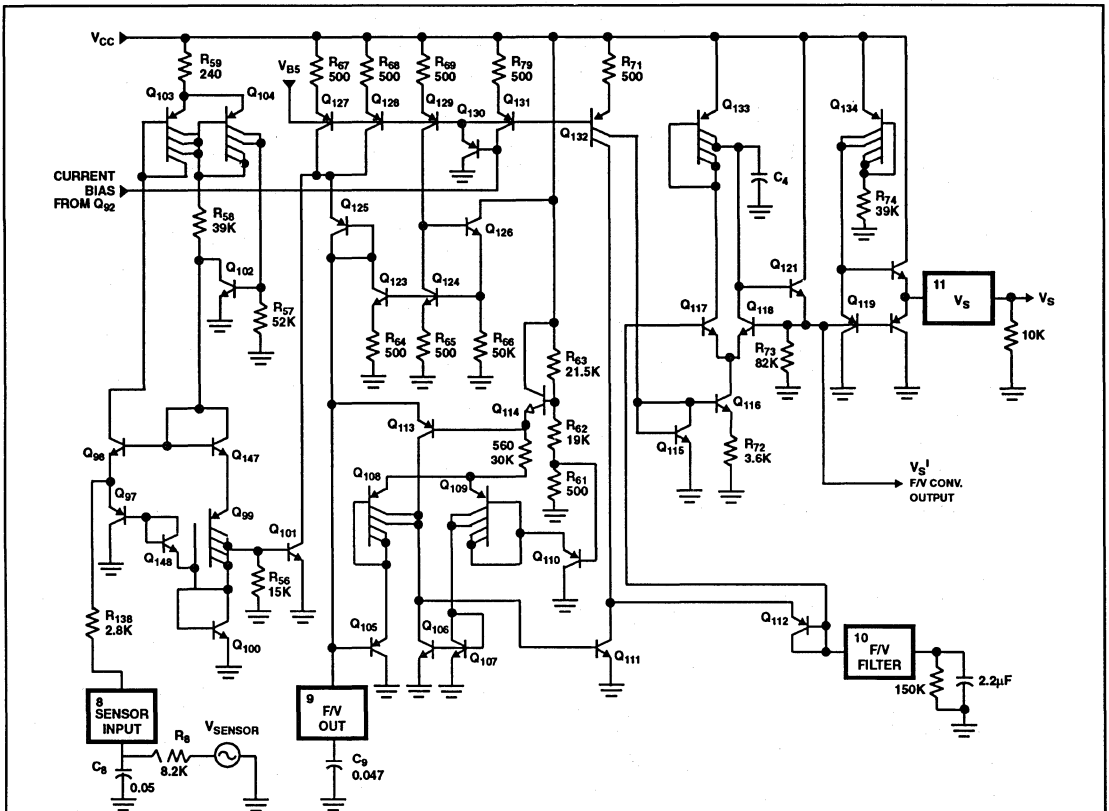 VCC
R59
240
VB5
R67
500
R68
500
R69
500
R79
500
R71
500
Q103
Q104
Q127
Q128
Q129
Q130
Q131
Q132
Q133
Q134
CURRENT
BIAS
FROM Q92
C4
R74
39K
R58
39K
Q125
Q126
Q102
R57
52K
Q123
Q124
Q121
Q117
Q118
Q119
11
VS
VS
10K
R64
500
R65
500
R66
50K
R63
21.5K
R73
82K
Q114
R62
19K
Q113
560
30K
R61
500
Q116
Q115
R72
3.6K
VS'
F/V CONV.
OUTPUT
Q98
Q147
Q97
Q99
Q148
Q101
R56
15K
Q108
Q109
Q110
R138
2.8K
Q100
Q105
Q106
Q107
Q111
Q112
10
F/V
FILTER
150K
2.2µF
8
SENSOR
INPUT
9
F/V
OUT
VSENSOR
R8
8.2K
C8
0.05
C9
0.047